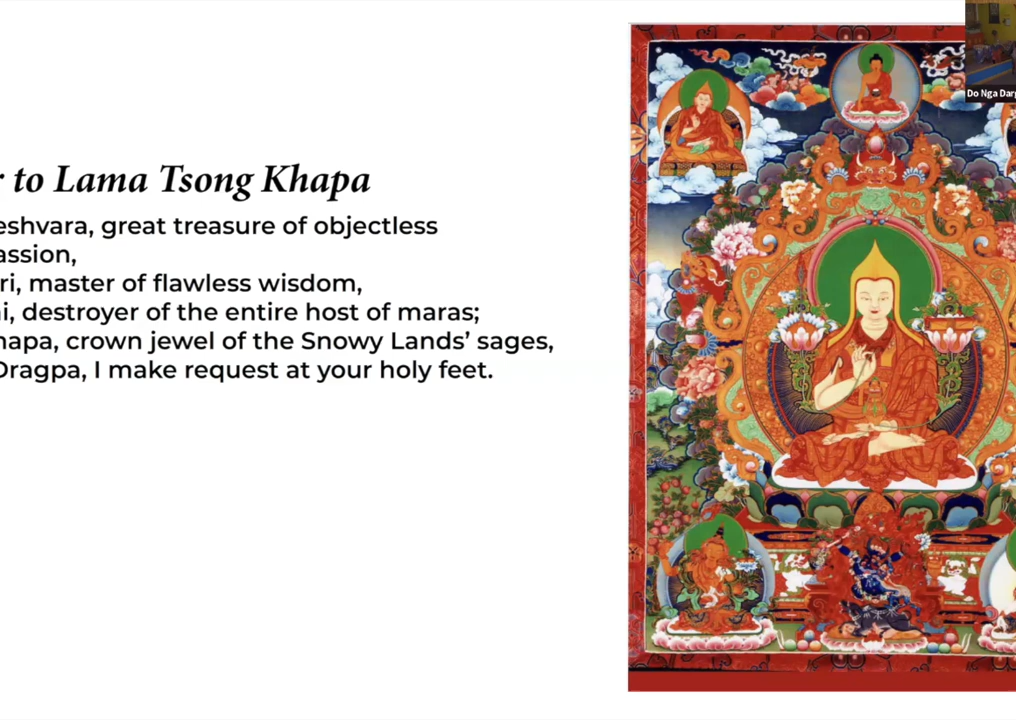 r to Lama Tsong Khapa
eshvara, great treasure of objectless
assion,
ri, master of flawless wisdom,
i, destroyer of the entire host of maras;
hapa, crown jewel of the Snowy Lands’ sages,
Dragpa, I make request at your holy feet.
Do Nga Darg